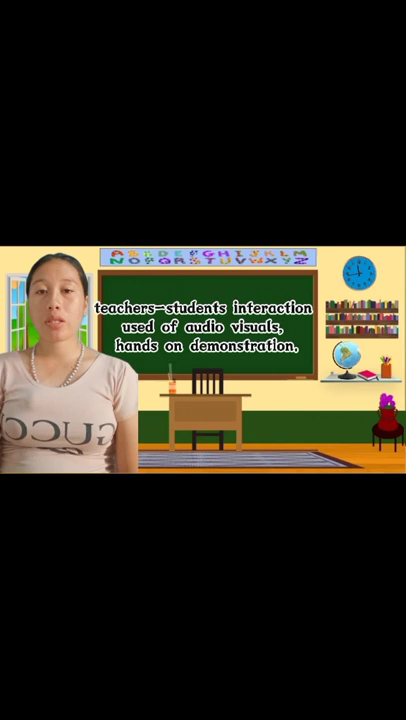 A B C D E F G H I J K L M
N O P Q R S T U V W X Y Z
teachers-students interaction
used of audio visuals,
hands on demonstration.